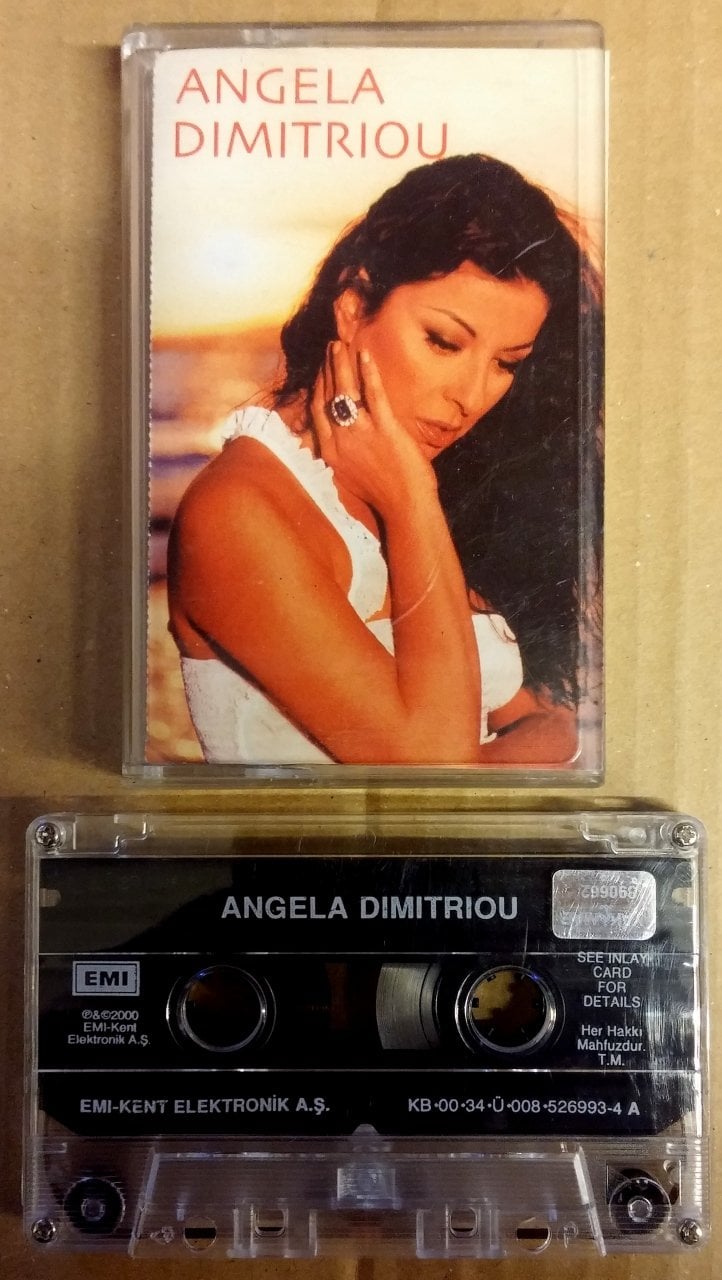 ANGELA
DIMITRIOU
ANGELA DIMITRIOU
EMI
℗&©2000
EMI-Kent
Elektronik A.Ş.
SEE INLAY
CARD
FOR
DETAILS
Her Hakkı
Mahfuzdur.
T.M.
EMI-KENT ELEKTRONİK A.Ş.
KB•00•34•Ü•008•526993-4 A